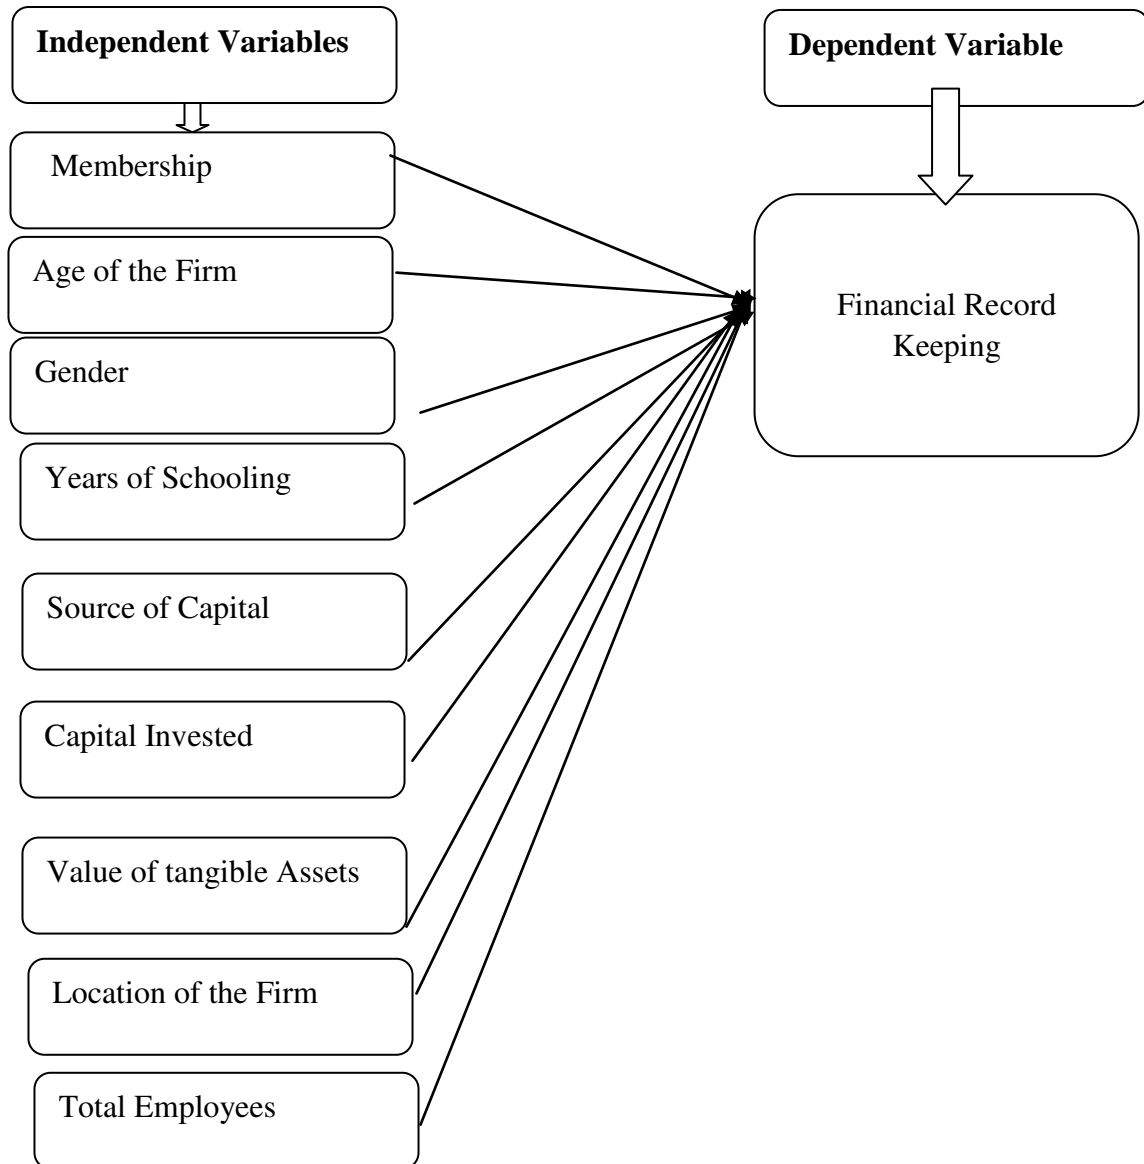 Independent Variables
Dependent Variable
Membership
Age of the Firm
Gender
Years of Schooling
Source of Capital
Capital Invested
Value of tangible Assets
Location of the Firm
Total Employees
Financial Record
Keeping